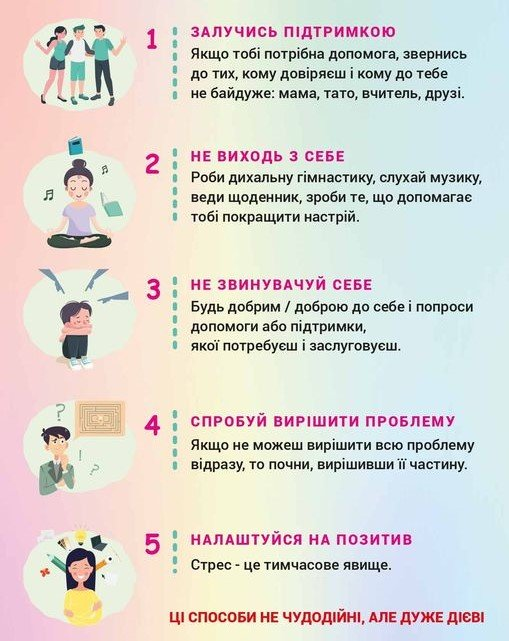 1
ЗАЛУЧИСЬ ПІДТРИМКОЮ
Якщо тобі потрібна допомога, звернись
до тих, кому довіряєш і кому до тебе
не байдуже: мама, тато, вчитель, друзі.
2
НЕ ВИХОДЬ З СЕБЕ
Роби дихальну гімнастику, слухай музику,
веди щоденник, зроби те, що допомагає
тобі покращити настрій.
3
НЕ ЗВИНУВАЧУЙ СЕБЕ
Будь добрим / доброю до себе і попроси
допомоги або підтримки,
якої потребуєш і заслуговуєш.
4
СПРОБУЙ ВИРІШИТИ ПРОБЛЕМУ
Якщо не можеш вирішити всю проблему
відразу, то почни, вирішивши її частину.
5
НАЛАШТУЙСЯ НА ПОЗИТИВ
Стрес - це тимчасове явище.
ЦІ СПОСОБИ НЕ ЧУДОДІЙНІ, АЛЕ ДУЖЕ ДІЄВІ